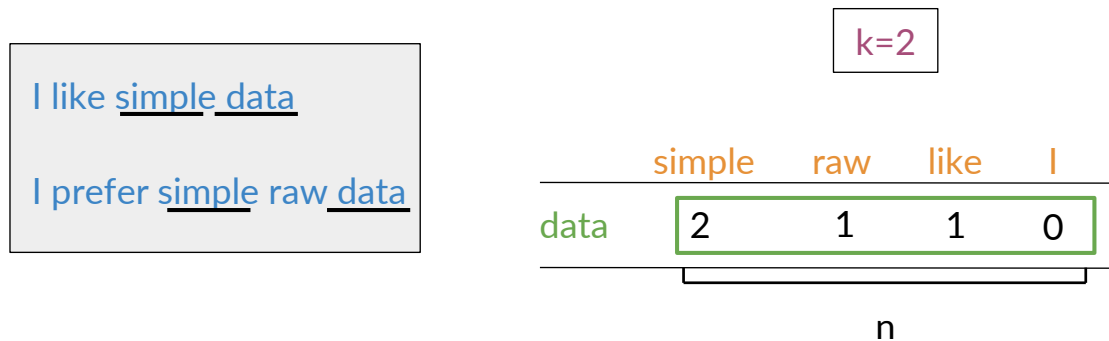 k=2
I like simple data
I prefer simple raw data
simple raw like I
data 2 1 1 0
n